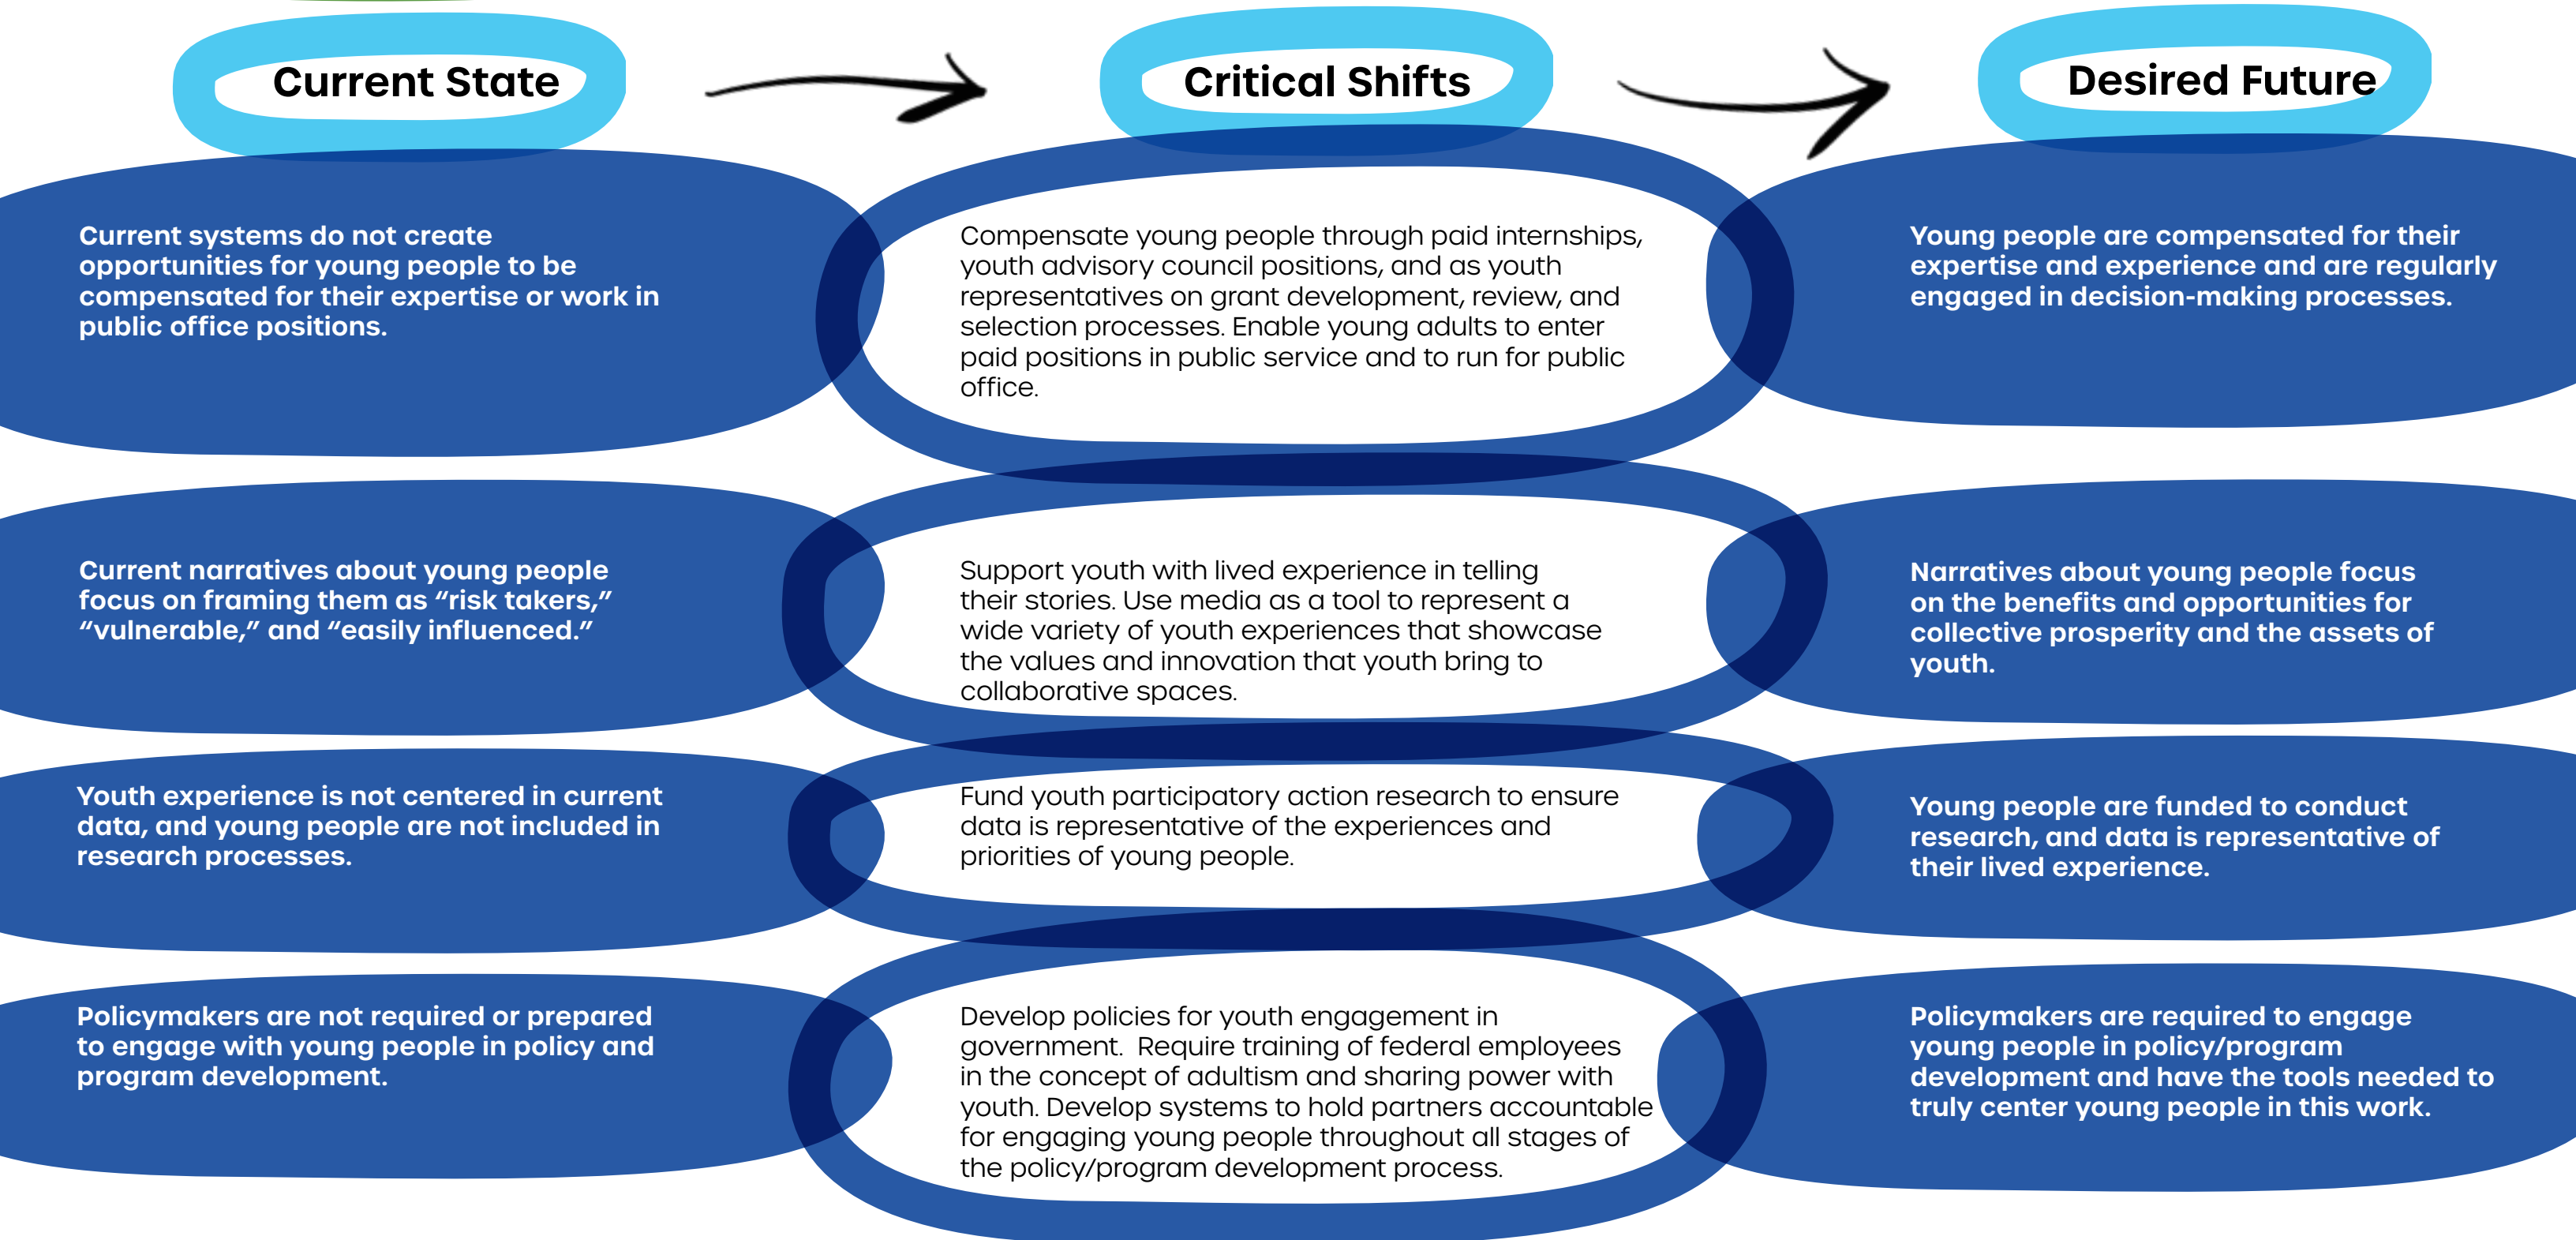 Current State
Critical Shifts
Desired Future
Current systems do not create
opportunities for young people to be
compensated for their expertise or work in
public office positions.
Compensate young people through paid internships,
youth advisory council positions, and as youth
representatives on grant development, review, and
selection processes. Enable young adults to enter
paid positions in public service and to run for public
office.
Young people are compensated for their
expertise and experience and are regularly
engaged in decision-making processes.
Current narratives about young people
focus on framing them as “risk takers,”
“vulnerable,” and “easily influenced.”
Support youth with lived experience in telling
their stories. Use media as a tool to represent a
wide variety of youth experiences that showcase
the values and innovation that youth bring to
collaborative spaces.
Narratives about young people focus
on the benefits and opportunities for
collective prosperity and the assets of
youth.
Youth experience is not centered in current
data, and young people are not included in
research processes.
Fund youth participatory action research to ensure
data is representative of the experiences and
priorities of young people.
Young people are funded to conduct
research, and data is representative of
their lived experience.
Policymakers are not required or prepared
to engage with young people in policy and
program development.
Develop policies for youth engagement in
government.  Require training of federal employees
in the concept of adultism and sharing power with
youth. Develop systems to hold partners accountable
for engaging young people throughout all stages of
the policy/program development process.
Policymakers are required to engage
young people in policy/program
development and have the tools needed to
truly center young people in this work.